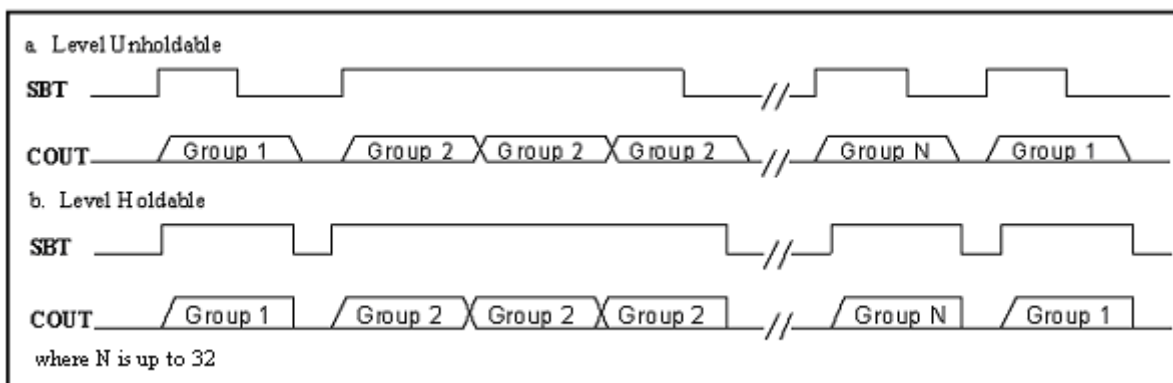 a. Level Unholdable
SBT
//
COUT Group 1 Group 2 Group 2 Group 2 // Group N Group 1
b. Level Holdable
SBT
//
COUT Group 1 Group 2 Group 2 Group 2 // Group N Group 1
where N is up to 32